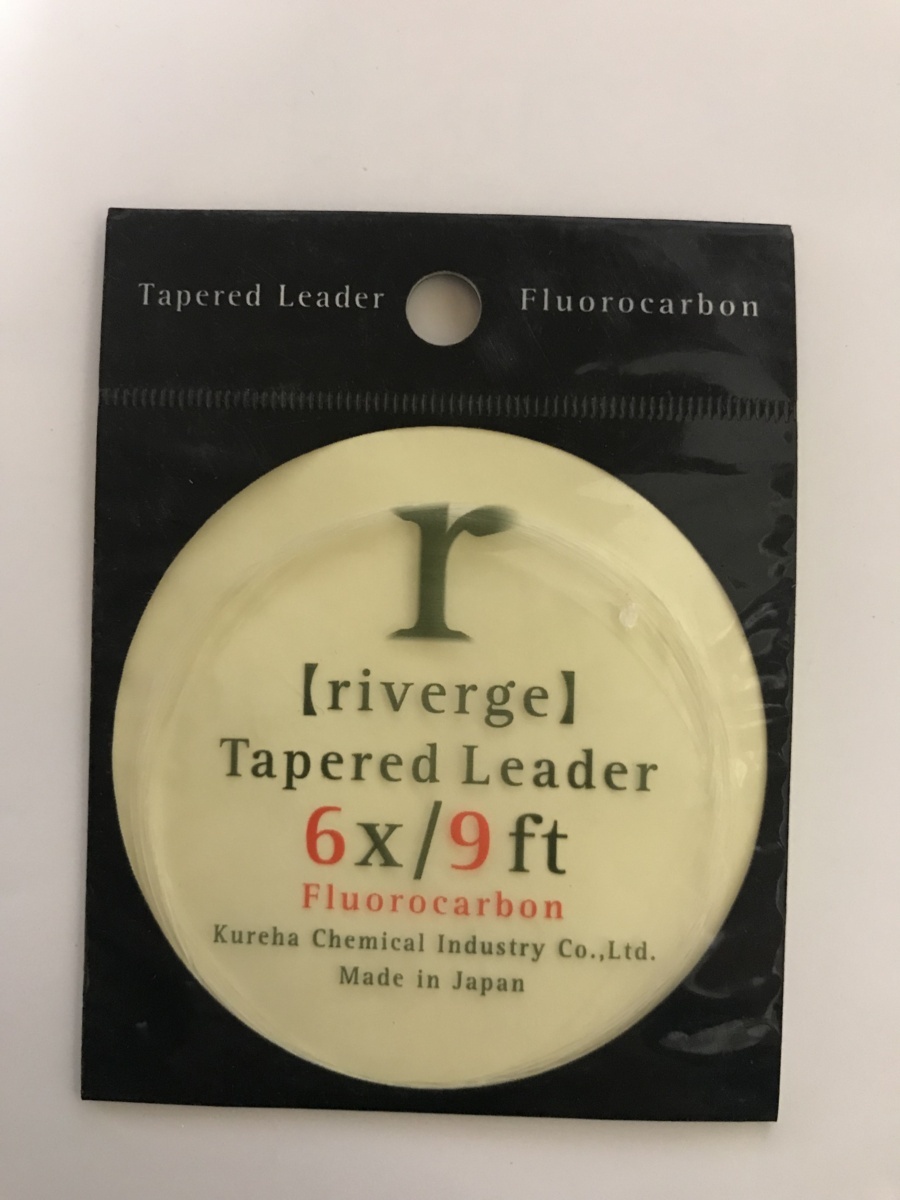 Tapered Leader Fluorocarbon
r
【riverge】
Tapered Leader
6x/9ft
Fluorocarbon
Kureha Chemical Industry Co.,Ltd.
Made in Japan